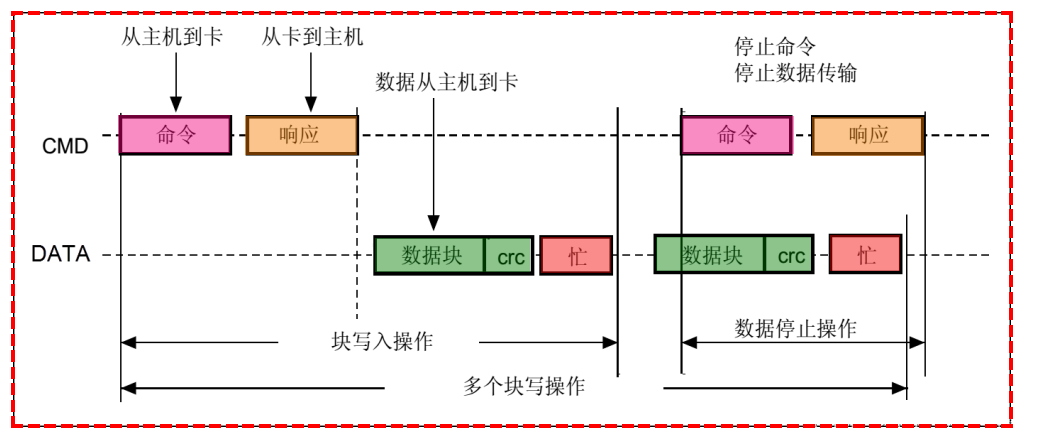 从主机到卡
从卡到主机
停止命令
停止数据传输
数据从主机到卡
CMD
命令
响应
命令
响应
DATA
数据块
crc
忙
数据块
crc
忙
块写入操作
数据停止操作
多个块写操作